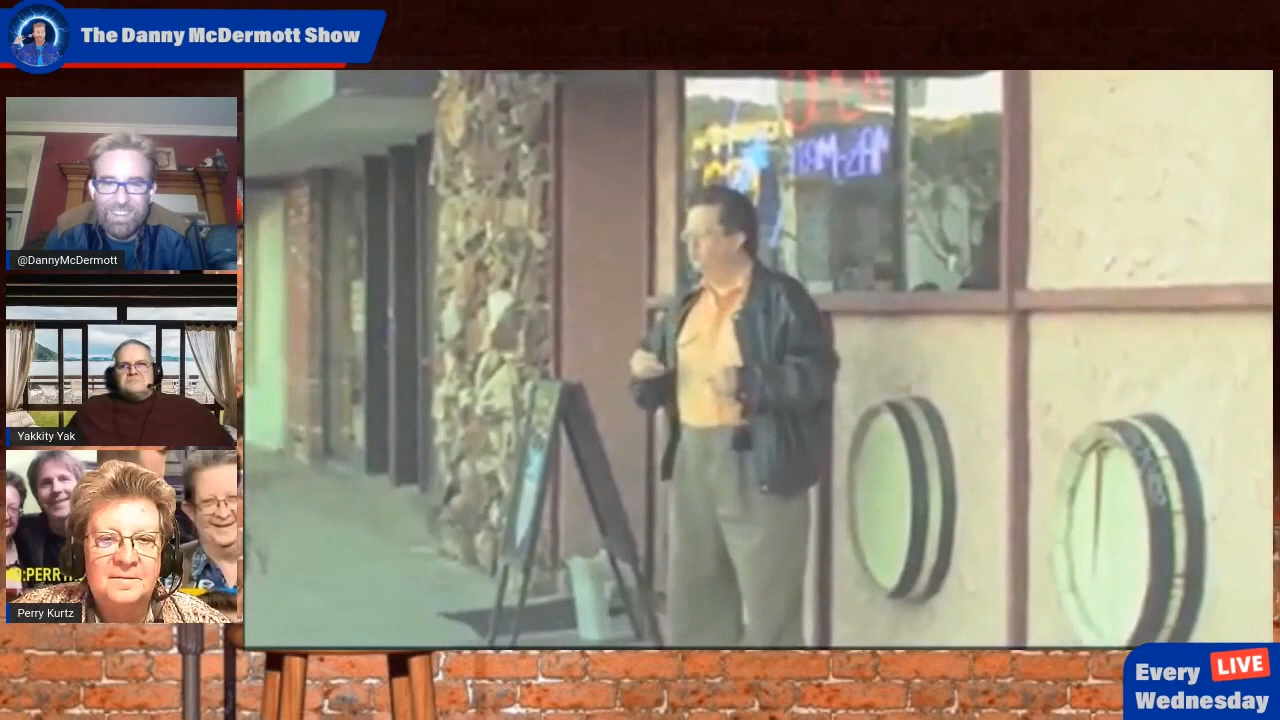 The Danny McDermott Show
@DannyMcDermott
Yakkity Yak
Perry Kurtz
Every LIVE
Wednesday